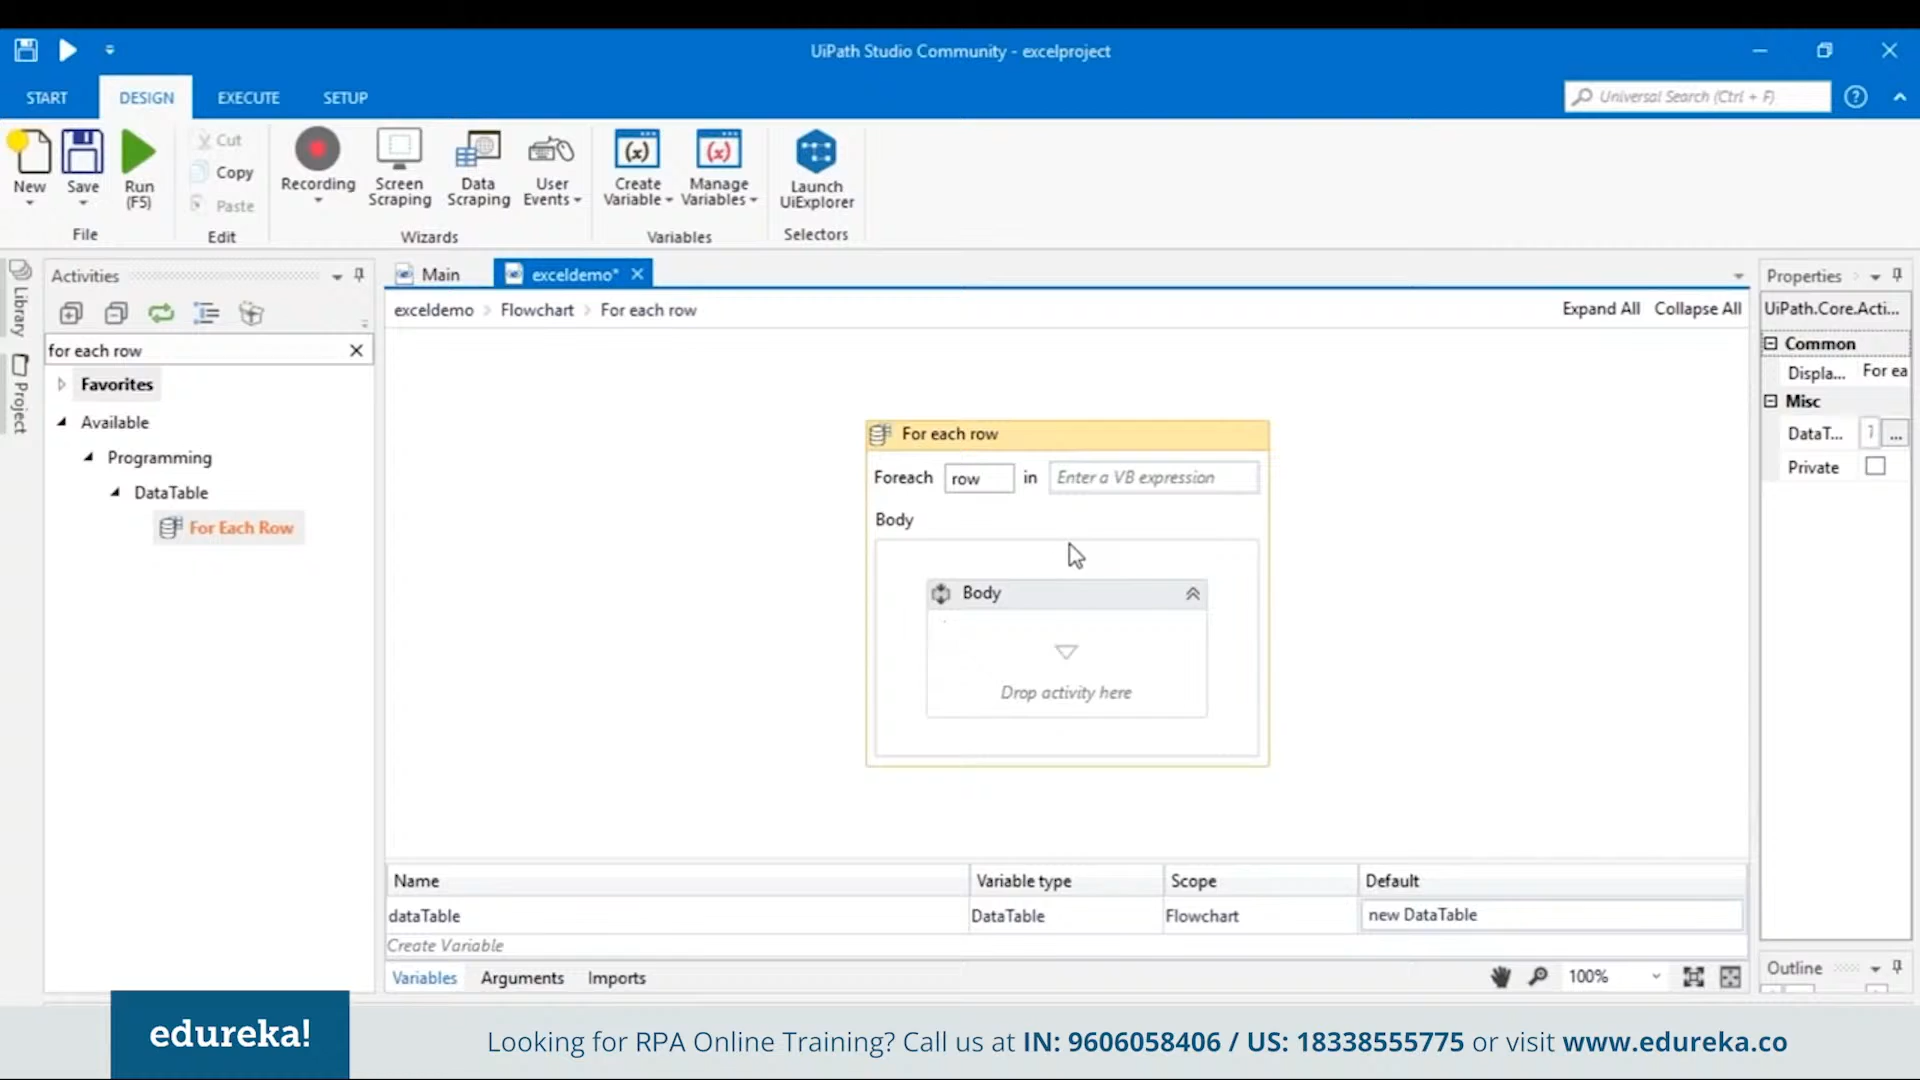 UiPath Studio Community - excelproject
START DESIGN EXECUTE SETUP
Universal Search (Ctrl + F)
New
Save
Run
(F5)
File
Cut
Copy
Paste
Edit
Recording
Screen
Scraping
Data
Scraping
User
Events
Wizards
Create
Variable
Manage
Variables
Variables
Launch
UiExplorer
Selectors
Library
Project
Activities
for each row
Favorites
Available
Programming
DataTable
For Each Row
Main
exceldemo*
exceldemo > Flowchart > For each row
Expand All Collapse All
For each row
Foreach row in Enter a VB expression
Body
Body
Drop activity here
Name Variable type Scope Default
dataTable DataTable Flowchart new DataTable
Create Variable
Variables Arguments Imports
100%
Properties
UiPath.Core.Acti...
Common
Displa... For ea
Misc
DataT... ...
Private
Outline
edureka!
Looking for RPA Online Training? Call us at IN: 9606058406 / US: 18338555775 or visit www.edureka.co